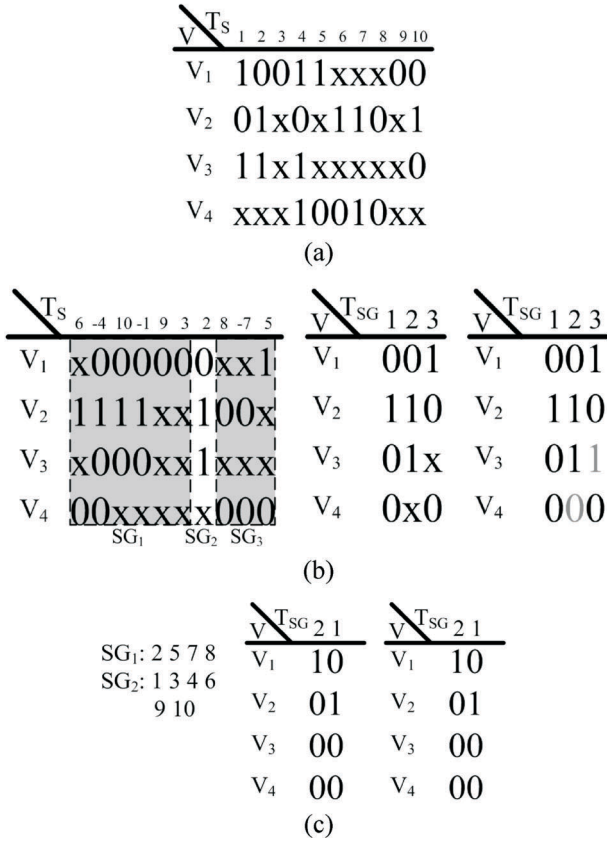 V T_S 1 2 3 4 5 6 7 8 9 10
V₁ 10011xxx00
V₂ 01x0x110x1
V₃ 11x1xxxxx0
V₄ xxx10010xx
(a)
T_S 6 -4 10 -1 9 3 2 8 -7 5
V₁ x000000xx1
V₂ 1111xx100x
V₃ x000xx1xxx
V₄ 00xxxxx000
SG₁ SG₂ SG₃
V T_SG 1 2 3
V₁ 001
V₂ 110
V₃ 01x
V₄ 0x0
V T_SG 1 2 3
V₁ 001
V₂ 110
V₃ 011
V₄ 000
(b)
SG₁: 2 5 7 8
SG₂: 1 3 4 6
9 10
V T_SG 2 1
V₁ 10
V₂ 01
V₃ 00
V₄ 00
V T_SG 2 1
V₁ 10
V₂ 01
V₃ 00
V₄ 00
(c)